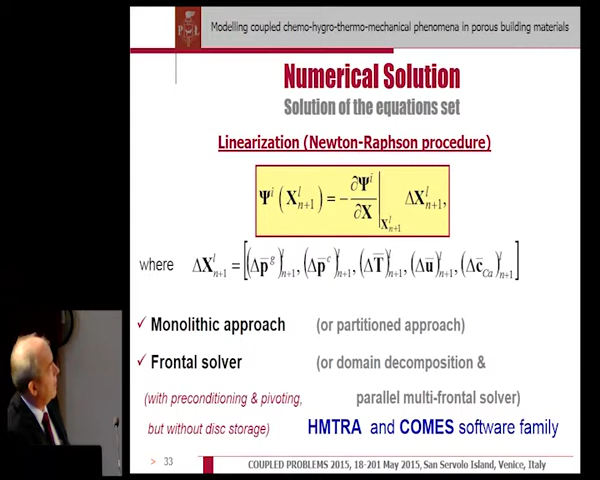 P Ł
Modelling coupled chemo-hygro-thermo-mechanical phenomena in porous building materials
Numerical Solution
Solution of the equations set
Linearization (Newton-Raphson procedure)
Ψ^i (X^l_{n+1}) = − ∂Ψ^i/∂X |_{X^l_{n+1}} ΔX^l_{n+1},
where ΔX^l_{n+1} = [(Δp̄^g)^l_{n+1}, (Δp̄^c)^l_{n+1}, (ΔT̄)^l_{n+1}, (Δū)^l_{n+1}, (Δc̄_{Ca})^l_{n+1}]
✓ Monolithic approach (or partitioned approach)
✓ Frontal solver (or domain decomposition &
(with preconditioning & pivoting, parallel multi-frontal solver)
but without disc storage) HMTRA and COMES software family
> 33 COUPLED PROBLEMS 2015, 18-201 May 2015, San Servolo Island, Venice, Italy